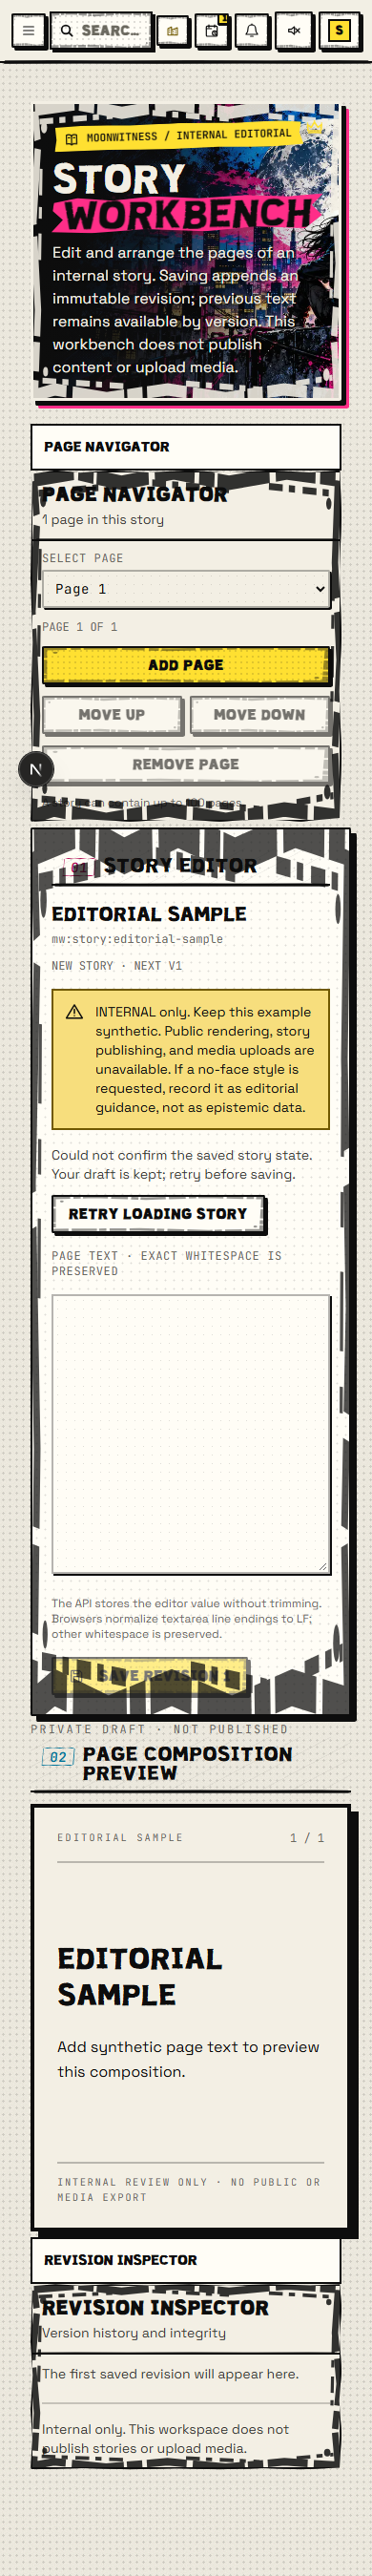 SEARC…
1
S
MOONWITNESS / INTERNAL EDITORIAL
STORY
WORKBENCH
Edit and arrange the pages of an
internal story. Saving appends an
immutable revision; previous text
remains available by version. This
workbench does not publish
content or upload media.
PAGE NAVIGATOR
PAGE NAVIGATOR
1 page in this story
SELECT PAGE
Page 1
PAGE 1 OF 1
ADD PAGE
MOVE UP
MOVE DOWN
REMOVE PAGE
N
can contain up to 100 pages
01
STORY EDITOR
EDITORIAL SAMPLE
mw:story:editorial-sample
NEW STORY · NEXT V1
INTERNAL only. Keep this example
synthetic. Public rendering, story
publishing, and media uploads are
unavailable. If a no-face style is
requested, record it as editorial
guidance, not as epistemic data.
Could not confirm the saved story state.
Your draft is kept; retry before saving.
RETRY LOADING STORY
PAGE TEXT · EXACT WHITESPACE IS
PRESERVED
The API stores the editor value without trimming.
Browsers normalize textarea line endings to LF;
other whitespace is preserved.
SAVE REVISION 1
PRIVATE DRAFT · NOT PUBLISHED
02
PAGE COMPOSITION
PREVIEW
EDITORIAL SAMPLE
1 / 1
EDITORIAL
SAMPLE
Add synthetic page text to preview
this composition.
INTERNAL REVIEW ONLY · NO PUBLIC OR
MEDIA EXPORT
REVISION INSPECTOR
REVISION INSPECTOR
Version history and integrity
The first saved revision will appear here.
Internal only. This workspace does not
publish stories or upload media.